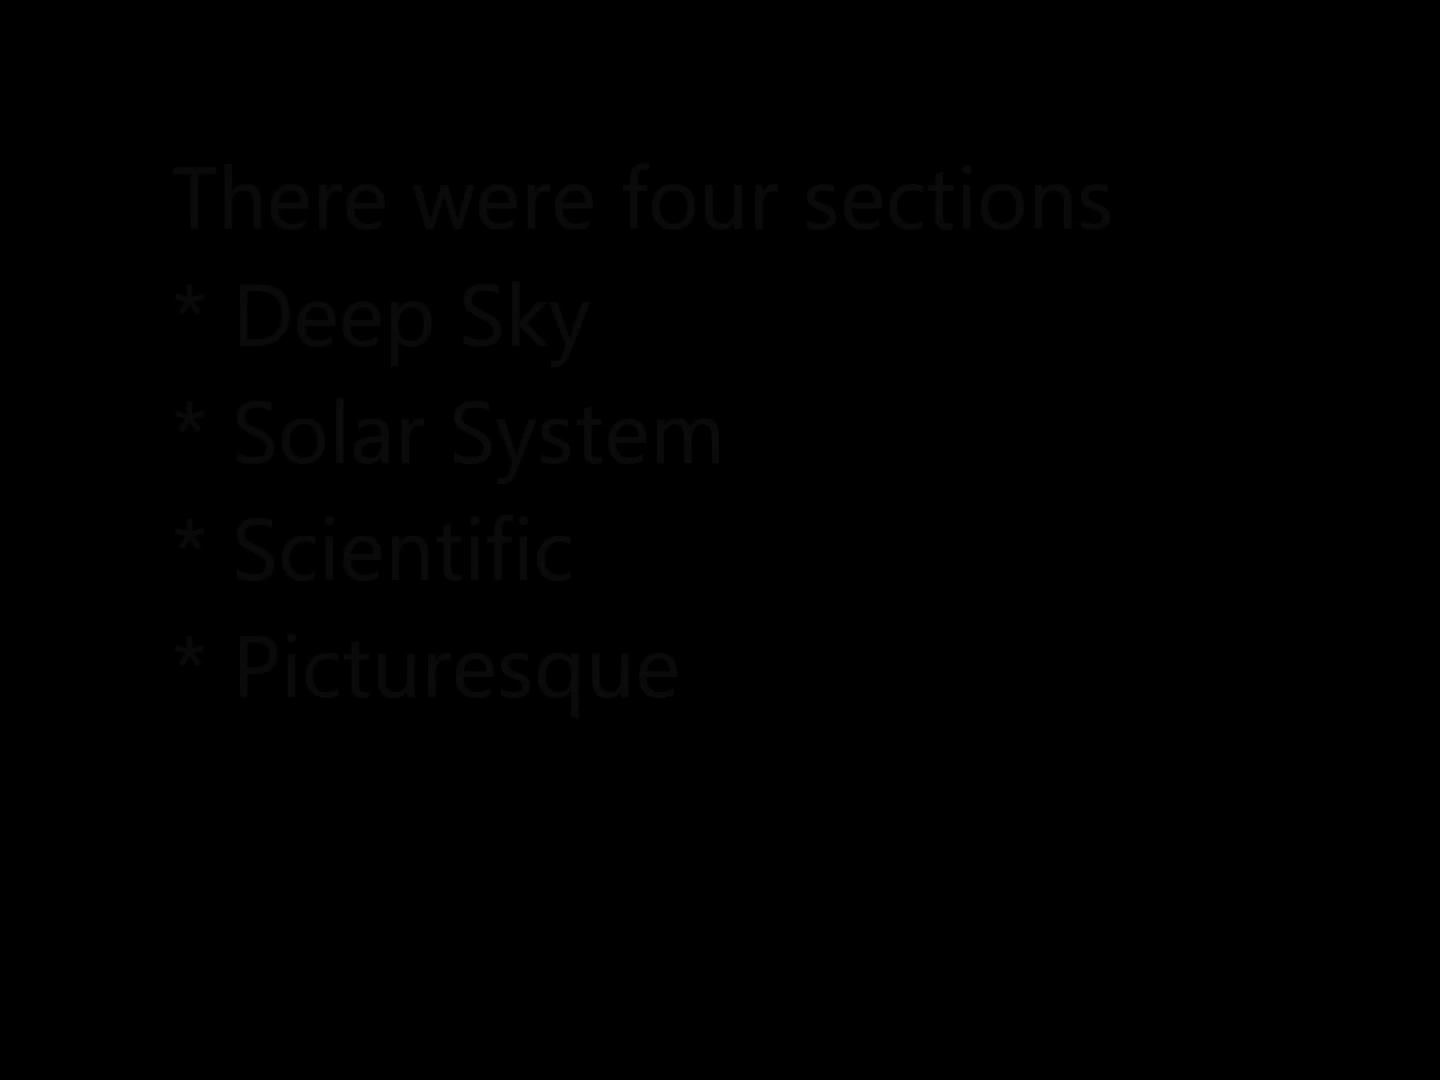 There were four sections
* Deep Sky
* Solar System
* Scientific
* Picturesque